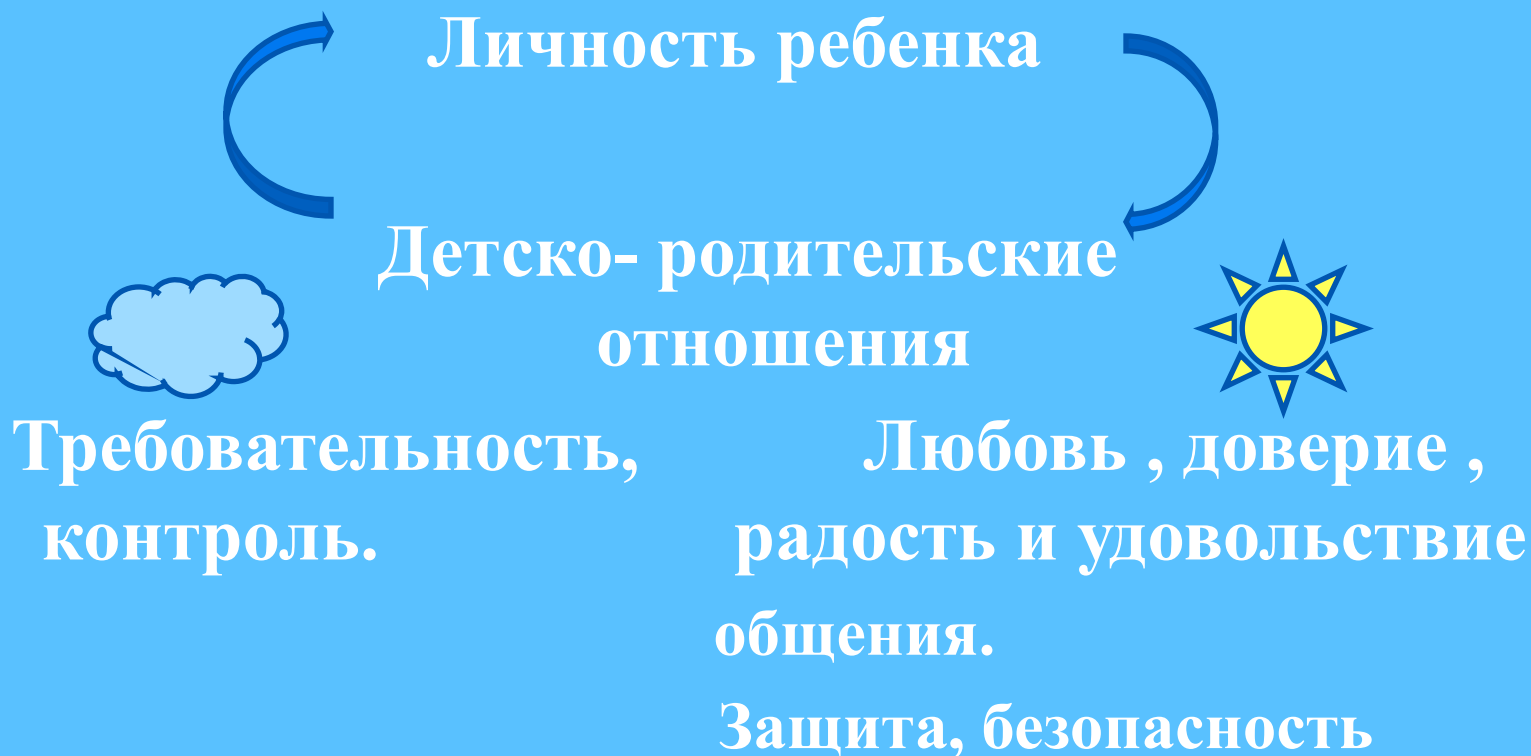 Личность ребенка
Детско- родительские
отношения
Требовательность, Любовь , доверие ,
контроль. радость и удовольствие
общения.
Защита, безопасность